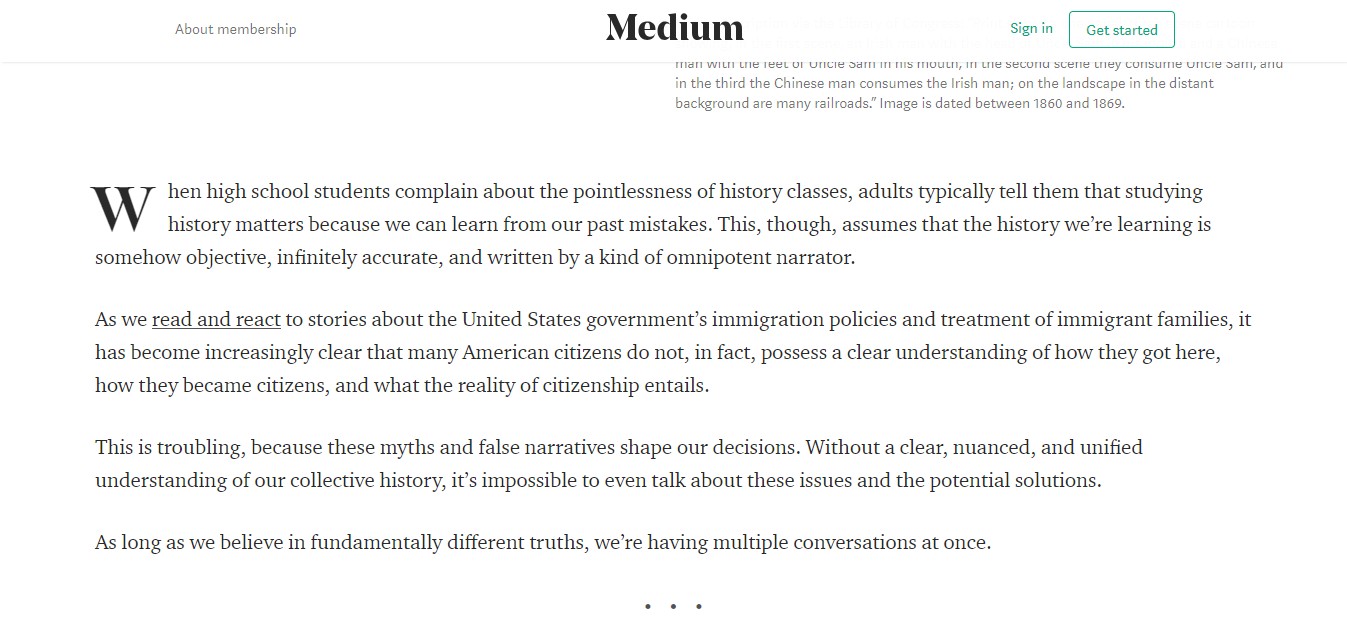 About membership
Medium
Sign in
Get started
man with the feet of Uncle Sam in his mouth, in the second scene they consume Uncle Sam, and
in the third the Chinese man consumes the Irish man; on the landscape in the distant
background are many railroads.” Image is dated between 1860 and 1869.
When high school students complain about the pointlessness of history classes, adults typically tell them that studying
history matters because we can learn from our past mistakes. This, though, assumes that the history we’re learning is
somehow objective, infinitely accurate, and written by a kind of omnipotent narrator.
As we read and react to stories about the United States government’s immigration policies and treatment of immigrant families, it
has become increasingly clear that many American citizens do not, in fact, possess a clear understanding of how they got here,
how they became citizens, and what the reality of citizenship entails.
This is troubling, because these myths and false narratives shape our decisions. Without a clear, nuanced, and unified
understanding of our collective history, it’s impossible to even talk about these issues and the potential solutions.
As long as we believe in fundamentally different truths, we’re having multiple conversations at once.